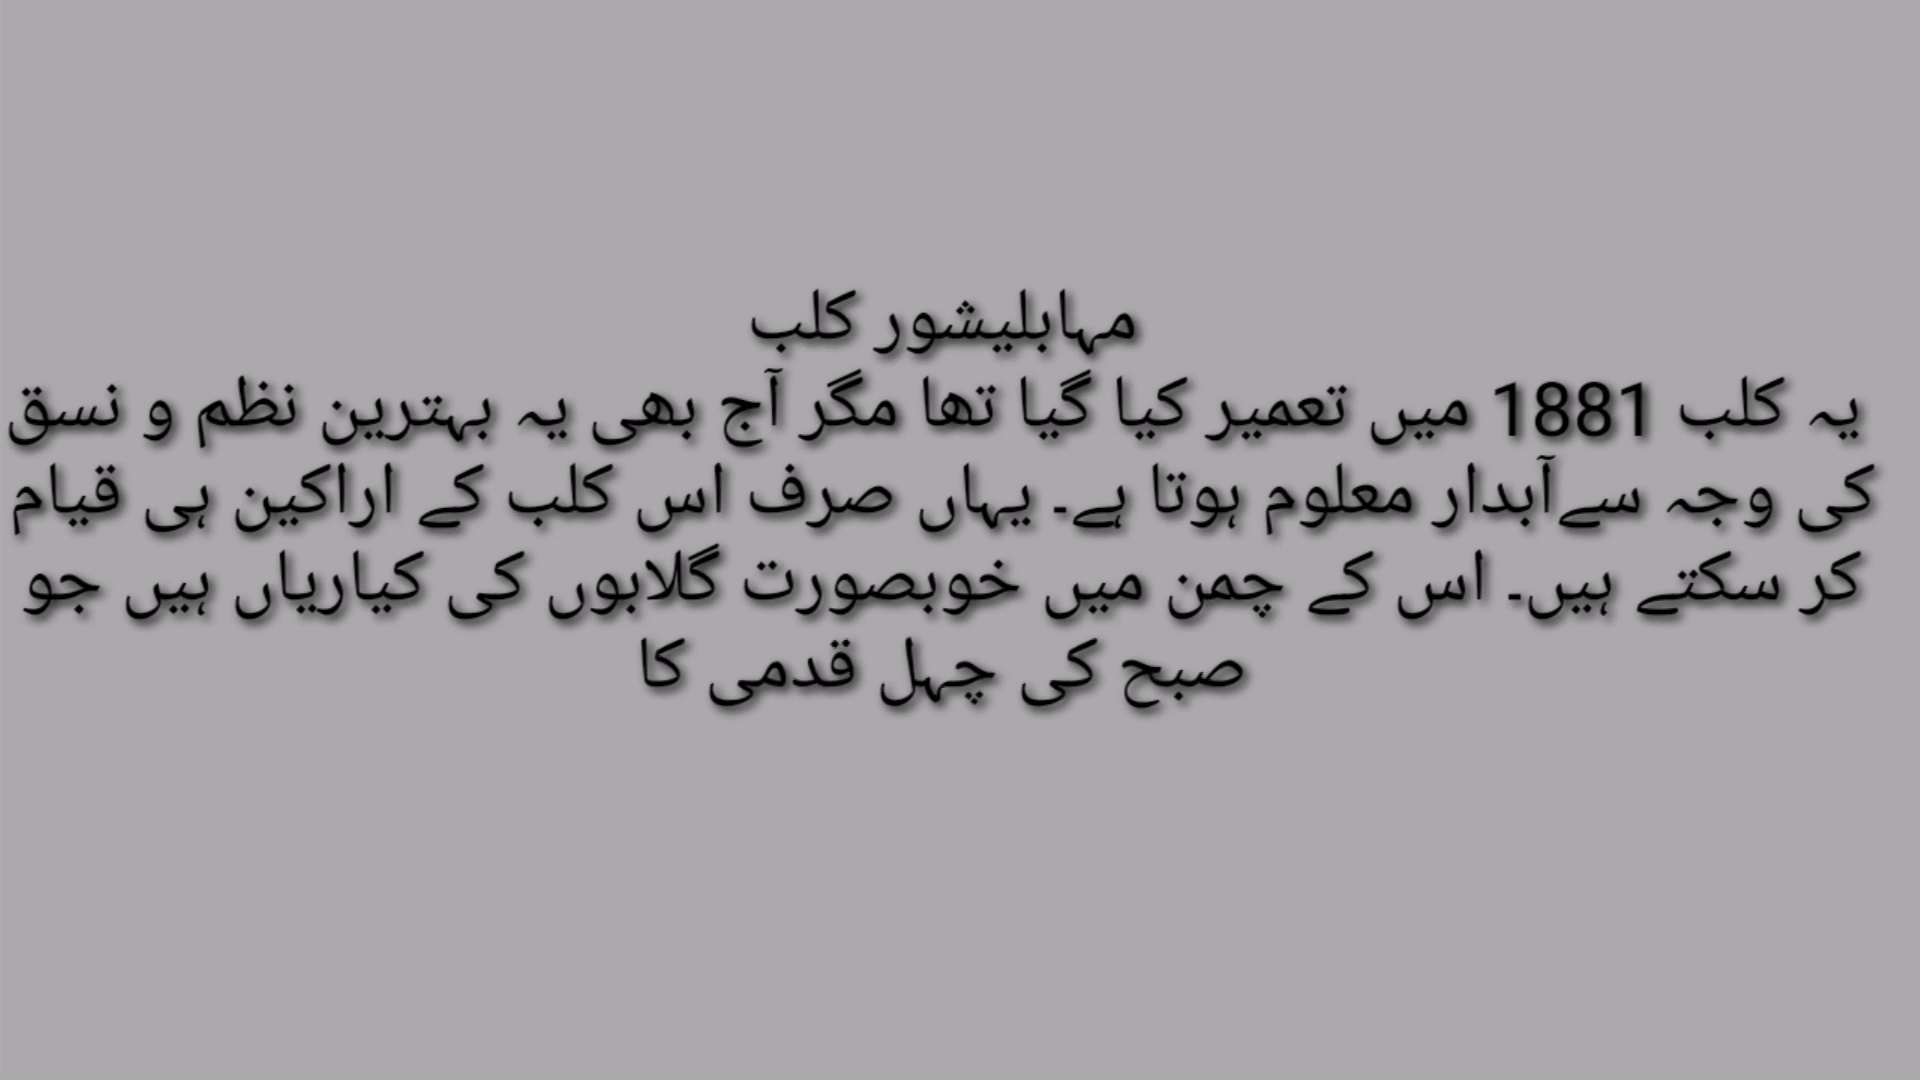 مہابلیشور کلب
یہ کلب 1881 میں تعمیر کیا گیا تھا مگر آج بھی یہ بہترین نظم و نسق
کی وجہ سےآبدار معلوم ہوتا ہے۔ یہاں صرف اس کلب کے اراکین ہی قیام
کر سکتے ہیں۔ اس کے چمن میں خوبصورت گلابوں کی کیاریاں ہیں جو
صبح کی چہل قدمی کا